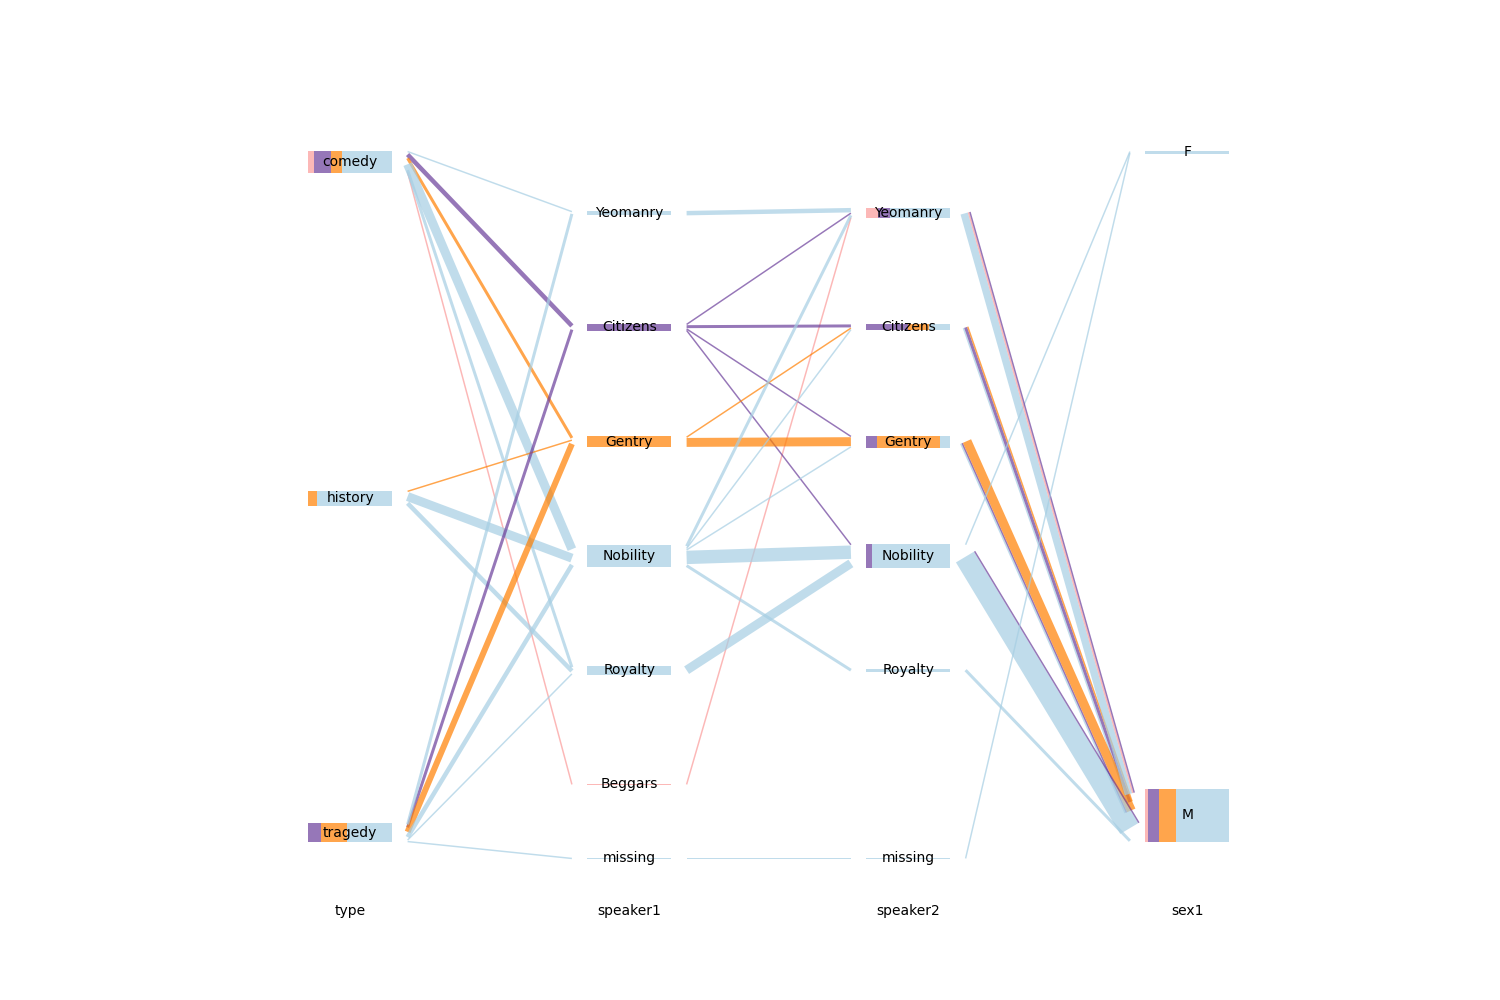 comedy
history
tragedy
type
Yeomanry
Citizens
Gentry
Nobility
Royalty
Beggars
missing
speaker1
Yeomanry
Citizens
Gentry
Nobility
Royalty
missing
speaker2
F
M
sex1